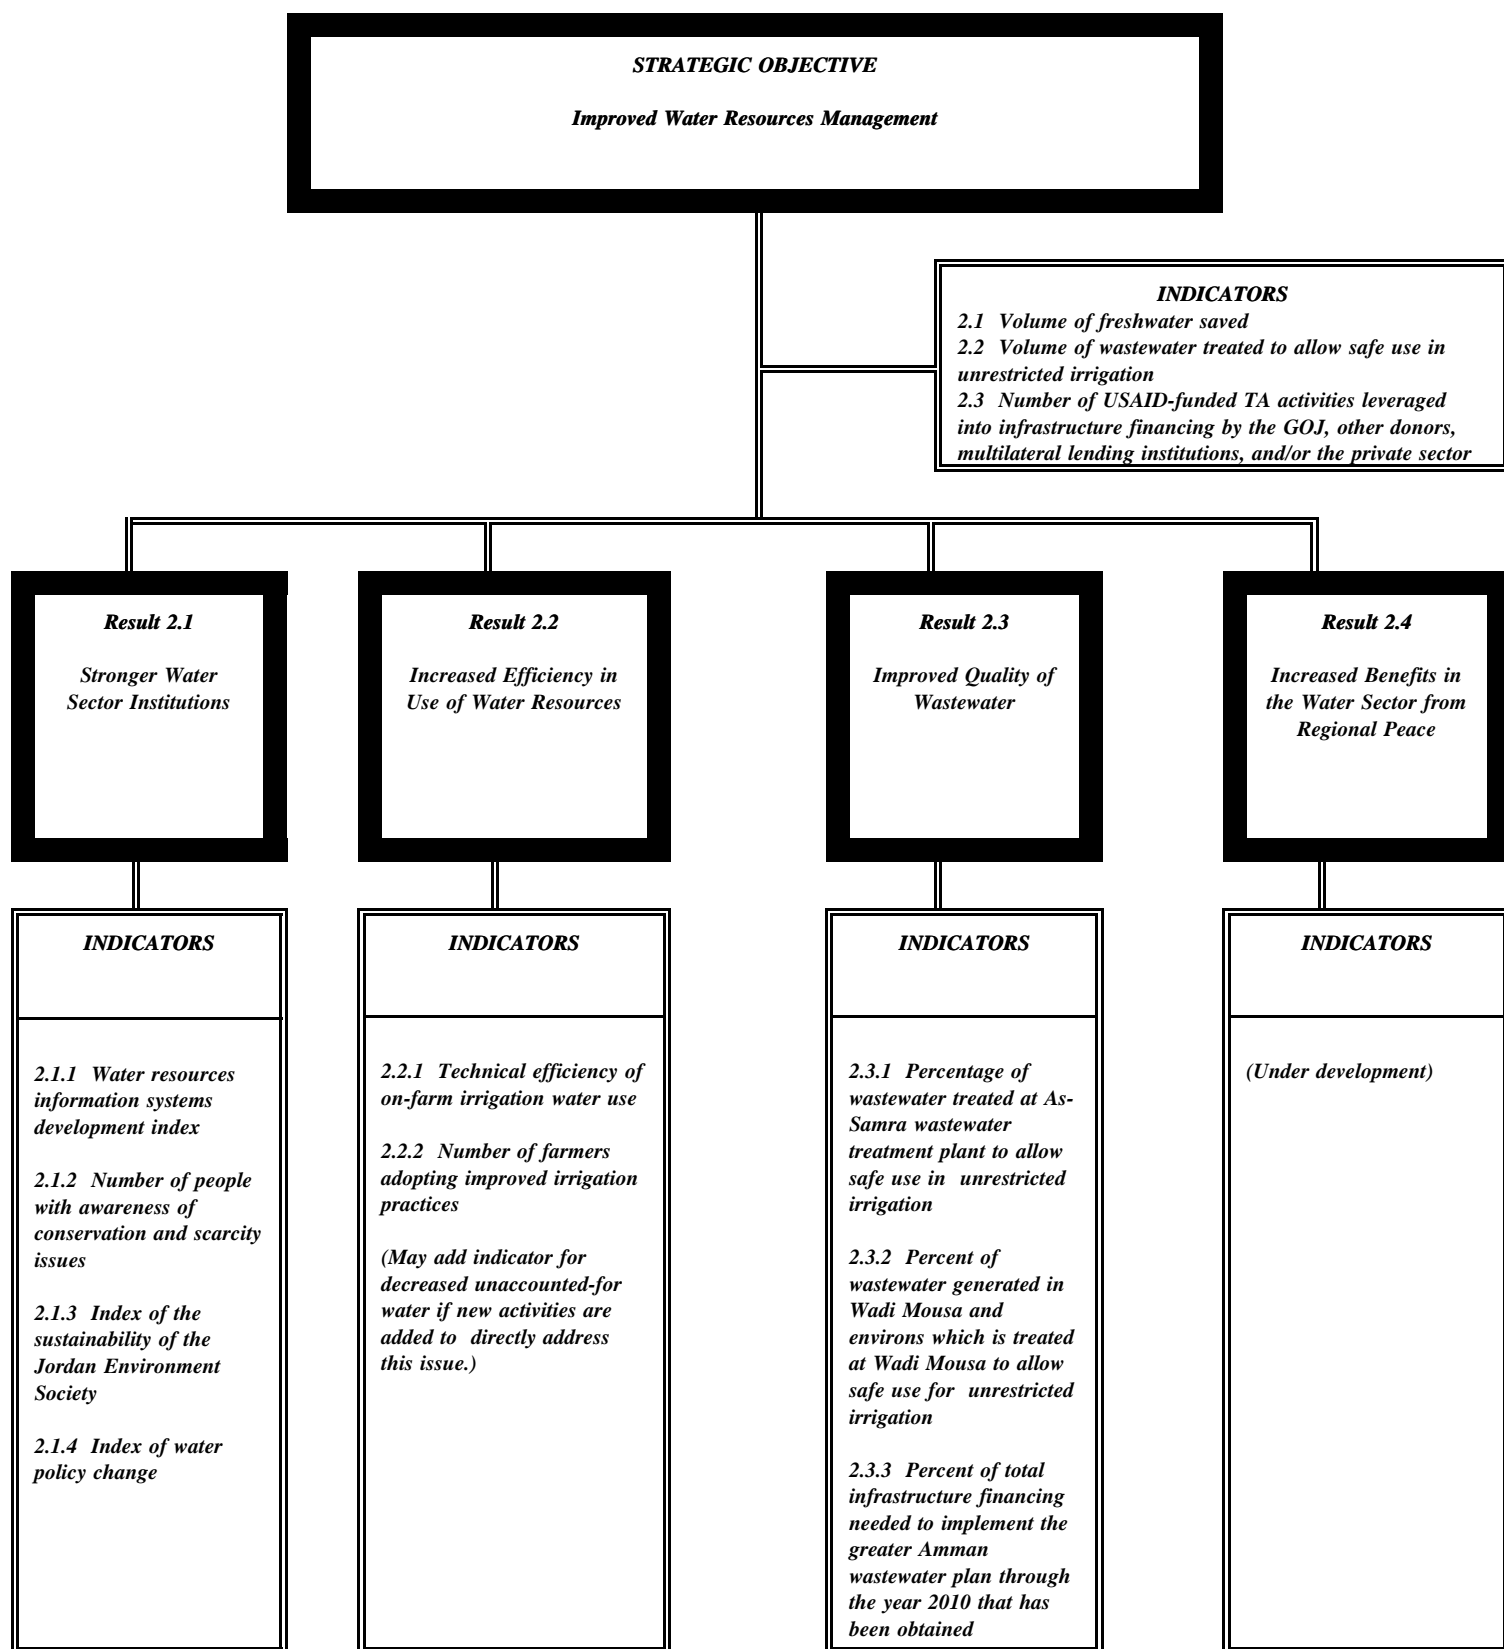 STRATEGIC OBJECTIVE
Improved Water Resources Management
INDICATORS
2.1 Volume of freshwater saved
2.2 Volume of wastewater treated to allow safe use in
unrestricted irrigation
2.3 Number of USAID-funded TA activities leveraged
into infrastructure financing by the GOJ, other donors,
multilateral lending institutions, and/or the private sector
Result 2.1
Stronger Water
Sector Institutions
Result 2.2
Increased Efficiency in
Use of Water Resources
Result 2.3
Improved Quality of
Wastewater
Result 2.4
Increased Benefits in
the Water Sector from
Regional Peace
INDICATORS
2.1.1 Water resources
information systems
development index
2.1.2 Number of people
with awareness of
conservation and scarcity
issues
2.1.3 Index of the
sustainability of the
Jordan Environment
Society
2.1.4 Index of water
policy change
INDICATORS
2.2.1 Technical efficiency of
on-farm irrigation water use
2.2.2 Number of farmers
adopting improved irrigation
practices
(May add indicator for
decreased unaccounted-for
water if new activities are
added to directly address
this issue.)
INDICATORS
2.3.1 Percentage of
wastewater treated at As-
Samra wastewater
treatment plant to allow
safe use in unrestricted
irrigation
2.3.2 Percent of
wastewater generated in
Wadi Mousa and
environs which is treated
at Wadi Mousa to allow
safe use for unrestricted
irrigation
2.3.3 Percent of total
infrastructure financing
needed to implement the
greater Amman
wastewater plan through
the year 2010 that has
been obtained
INDICATORS
(Under development)